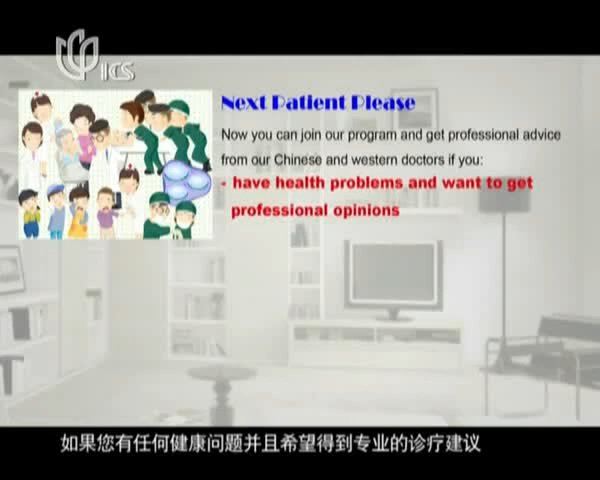 ICS
Next Patient Please
Now you can join our program and get professional advice
from our Chinese and western doctors if you:
- have health problems and want to get
professional opinions
如果您有任何健康问题并且希望得到专业的诊疗建议